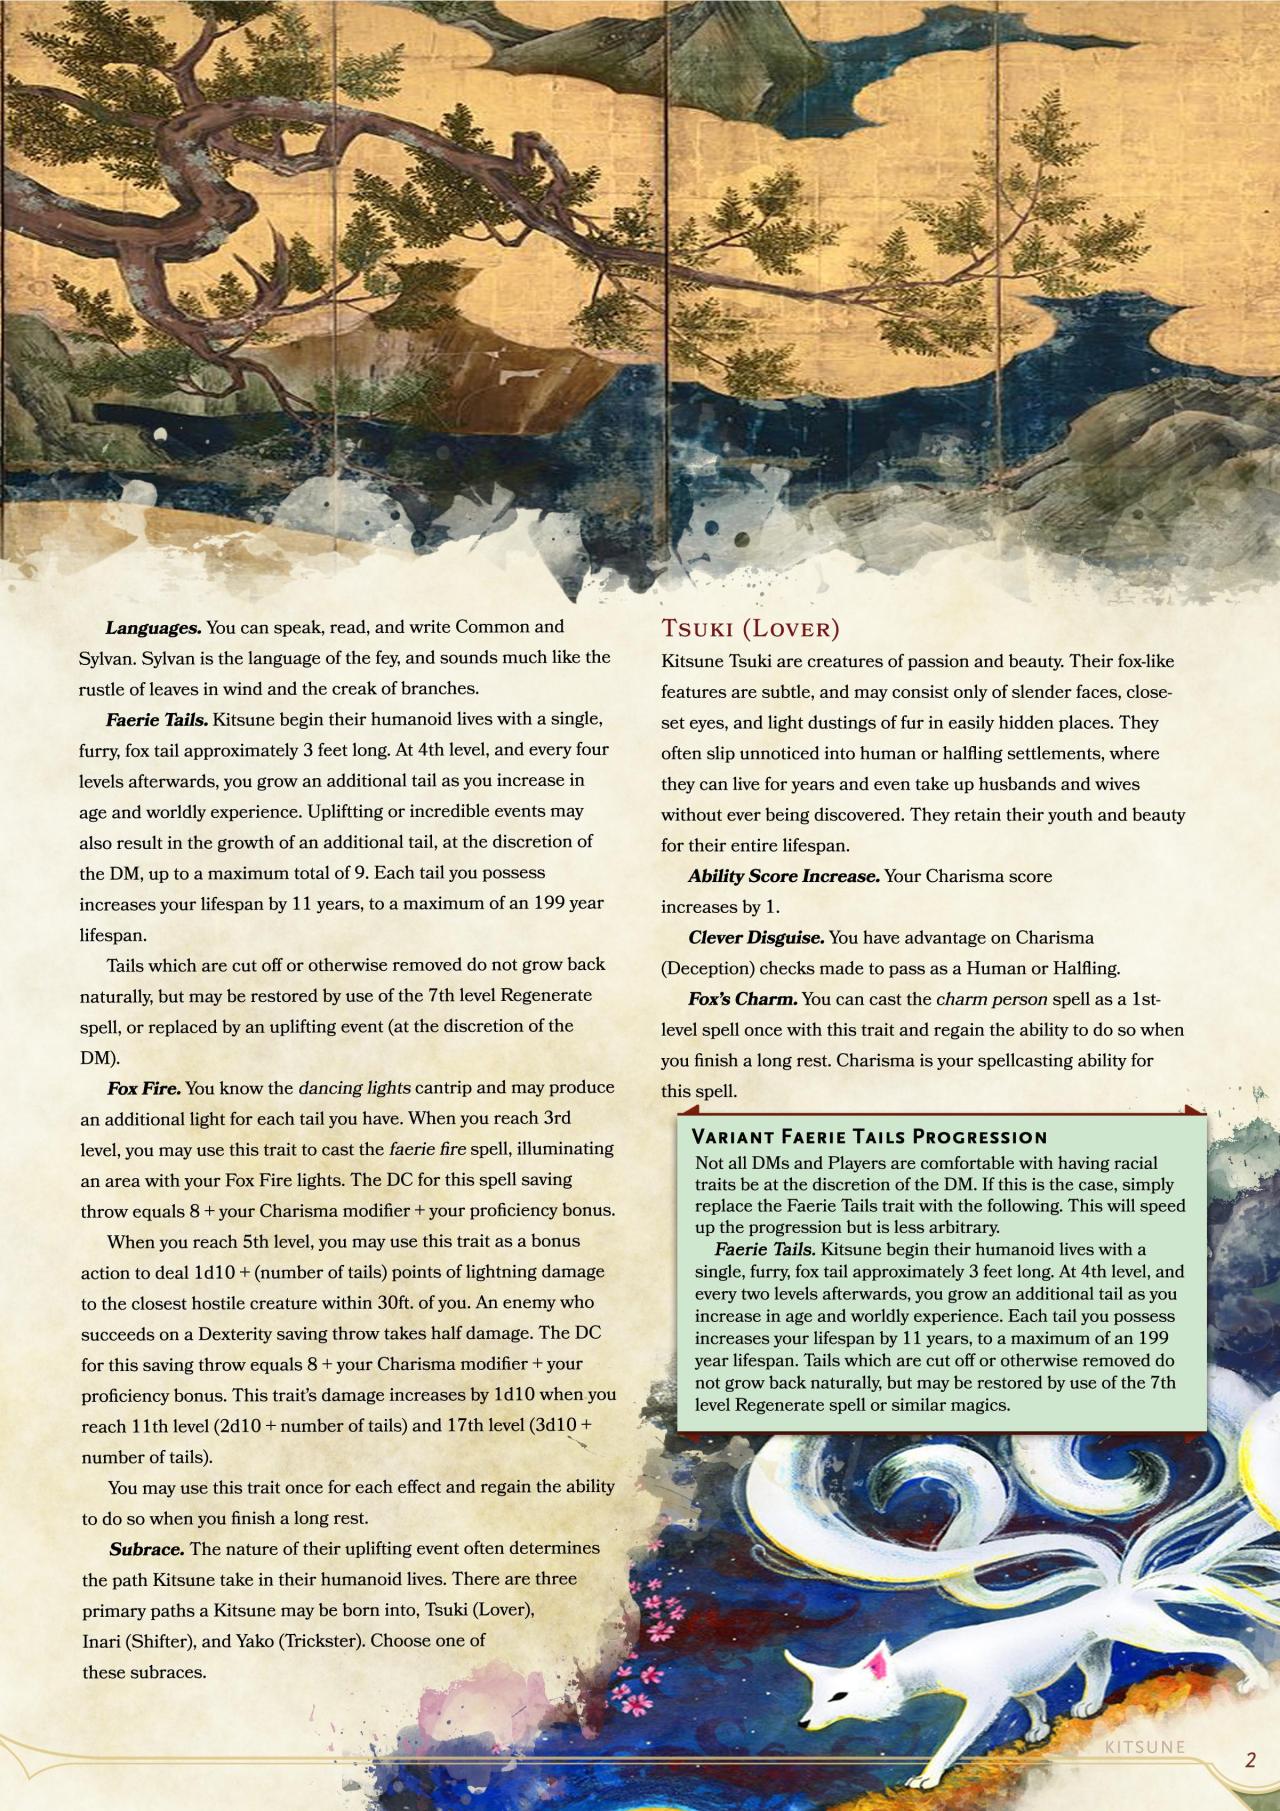 Languages. You can speak, read, and write Common and
Sylvan. Sylvan is the language of the fey, and sounds much like the
rustle of leaves in wind and the creak of branches.
Faerie Tails. Kitsune begin their humanoid lives with a single,
furry, fox tail approximately 3 feet long. At 4th level, and every four
levels afterwards, you grow an additional tail as you increase in
age and worldly experience. Upliftting or incredible events may
also result in the growth of an additional tail, at the discretion of
the DM, up to a maximum total of 9. Each tail you possess
increases your lifespan by 11 years, to a maximum of an 199 year
lifespan.
Tails which are cut off or otherwise removed do not grow back
naturally, but may be restored by use of the 7th level Regenerate
spell, or replaced by an uplifting event (at the discretion of the
DM).
Fox Fire. You know the dancing lights cantrip and may produce
an additional light for each tail you have. When you reach 3rd
level, you may use this trait to cast the faerie fire spell, illuminating
an area with your Fox Fire lights. The DC for this spell saving
throw equals 8 + your Charisma modifier + your proficiency bonus.
When you reach 5th level, you may use this trait as a bonus
action to deal 1d10 + (number of tails) points of lightning damage
to the closest hostile creature within 30ft. of you. An enemy who
succeeds on a Dexterity saving throw takes half damage. The DC
for this saving throw equals 8 + your Charisma modifier + your
proficiency bonus. This trait's damage increases by 1d10 when you
reach 11th level (2d10 + number of tails) and 17th level (3d10 +
number of tails).
You may use this trait once for each effect and regain the ability
to do so when you finish a long rest.
Subrace. The nature of their uplifting event often determines
the path Kitsune take in their humanoid lives. There are three
primary paths a Kitsune may be born into, Tsuki (Lover),
Inari (Shifter), and Yako (Trickster). Choose one of
these subraces.
Tsuki (Lover)
Kitsune Tsuki are creatures of passion and beauty. Their fox-like
features are subtle, and may consist only of slender faces, close-
set eyes, and light dustings of fur in easily hidden places. They
often slip unnoticed into human or halfling settlements, where
they can live for years and even take up husbands and wives
without ever being discovered. They retain their youth and beauty
for their entire lifespan.
Ability Score Increase. Your Charisma score
increases by 1.
Clever Disguise. You have advantage on Charisma
(Deception) checks made to pass as a Human or Halfling.
Fox's Charm. You can cast the charm person spell as a 1st-
level spell once with this trait and regain the ability to do so when
you finish a long rest. Charisma is your spellcasting ability for
this spell.
Variant Faerie Tails Progression
Not all DMs and Players are comfortable with having racial
traits be at the discretion of the DM. If this is the case, simply
replace the Faerie Tails trait with the following. This will speed
up the progression but is less arbitrary.
Faerie Tails. Kitsune begin their humanoid lives with a
single, furry, fox tail approximately 3 feet long. At 4th level, and
every two levels afterwards, you grow an additional tail as you
increase in age and worldly experience. Each tail you possess
increases your lifespan by 11 years, to a maximum of an 199
year lifespan. Tails which are cut off or otherwise removed do
not grow back naturally, but may be restored by use of the 7th
level Regenerate spell or similar magics.
KITSUNE
2